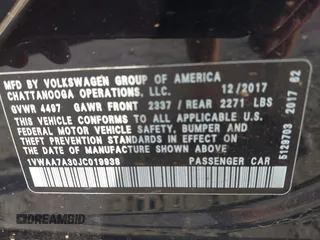 MFD BY VOLKSWAGEN GROUP OF AMERICA
CHATTANOOGA OPERATIONS, LLC. 12/2017
GVWR 4497 GAWR FRONT 2337 / REAR 2271 LBS
THIS VEHICLE CONFORMS TO ALL APPLICABLE U.S.
FEDERAL MOTOR VEHICLE SAFETY, BUMPER AND
THEFT PREVENTION STANDARDS IN EFFECT ON THE
DATE OF MANUFACTURE SHOWN ABOVE.
1VWAA7A30JC019938 PASSENGER CAR
5129703 2017 82
DREAMBID